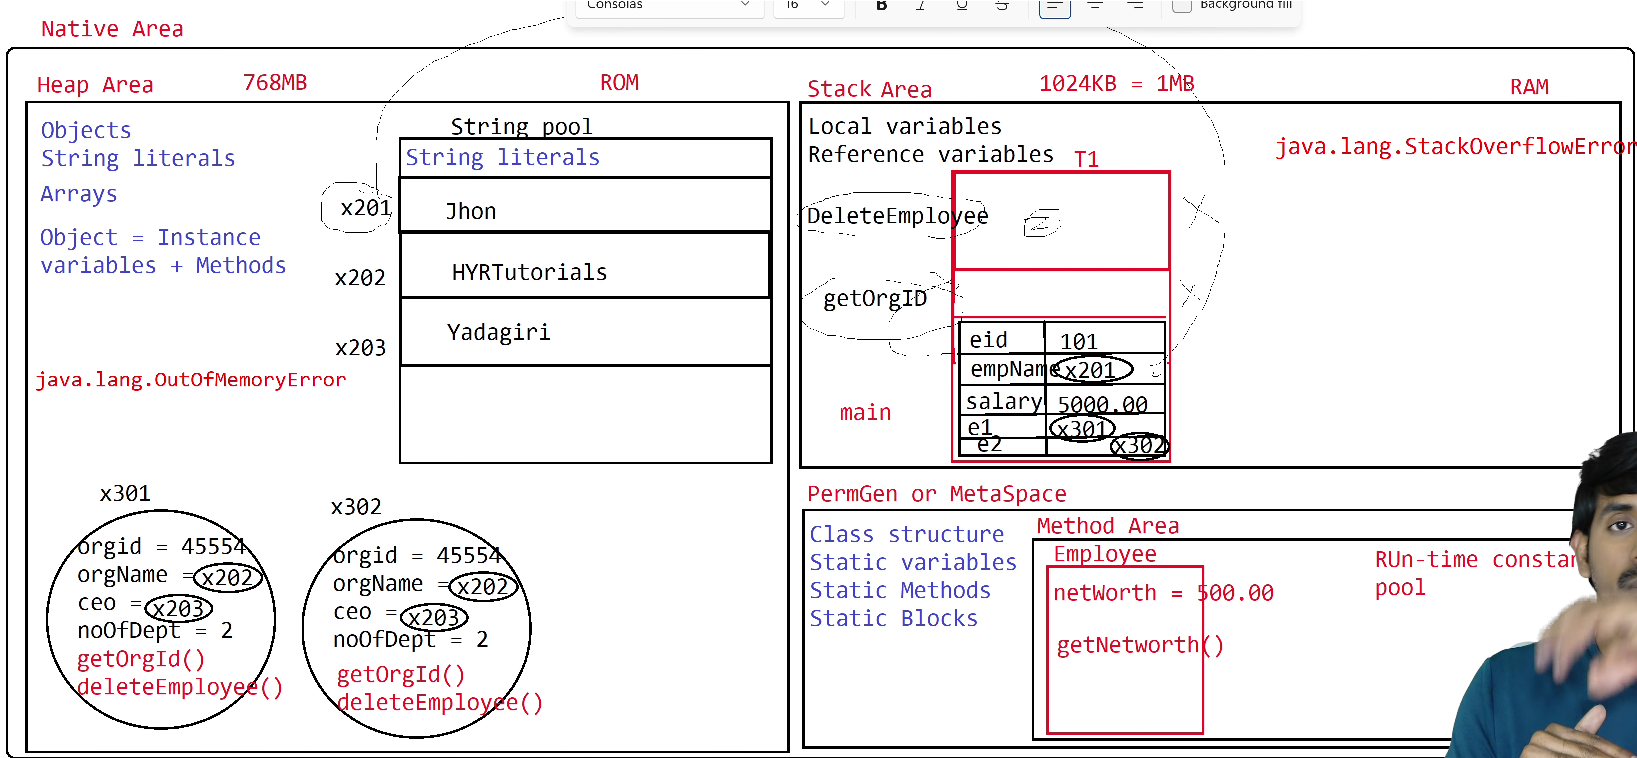 Consolas 16 B I U S Background fill
Native Area
Heap Area 768MB ROM
Objects
String literals
Arrays
Object = Instance
variables + Methods
java.lang.OutOfMemoryError
String pool
String literals
x201 Jhon
x202 HYRTutorials
x203 Yadagiri
x301
orgid = 45554
orgName = x202
ceo = x203
noOfDept = 2
getOrgId()
deleteEmployee()
x302
orgid = 45554
orgName = x202
ceo = x203
noOfDept = 2
getOrgId()
deleteEmployee()
Stack Area 1024KB = 1MB RAM
Local variables
Reference variables
T1
java.lang.StackOverflowError
DeleteEmployee
getOrgID
main
eid 101
empName x201
salary 5000.00
e1 x301
e2 x302
PermGen or MetaSpace
Class structure
Static variables
Static Methods
Static Blocks
Method Area
Employee
netWorth = 500.00
getNetworth()
RUn-time constan
pool